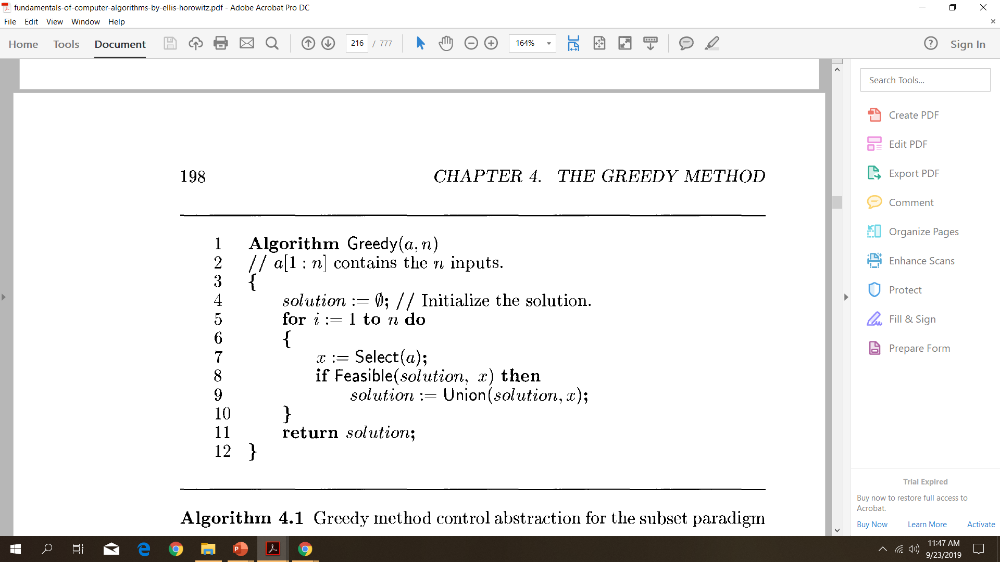 fundamentals-of-computer-algorithms-by-ellis-horowitz.pdf - Adobe Acrobat Pro DC
File Edit View Window Help
Home Tools Document 216 / 777 164% Sign In
Search Tools...
Create PDF
Edit PDF
Export PDF
Comment
Organize Pages
Enhance Scans
Protect
Fill & Sign
Prepare Form
198 CHAPTER 4. THE GREEDY METHOD
1 Algorithm Greedy(a, n)
2 // a[1 : n] contains the n inputs.
3 {
4 solution := ∅; // Initialize the solution.
5 for i := 1 to n do
6 {
7 x := Select(a);
8 if Feasible(solution, x) then
9 solution := Union(solution, x);
10 }
11 return solution;
12 }
Algorithm 4.1 Greedy method control abstraction for the subset paradigm
Trial Expired
Buy now to restore full access to
Acrobat.
Buy Now Learn More Activate
11:47 AM
9/23/2019